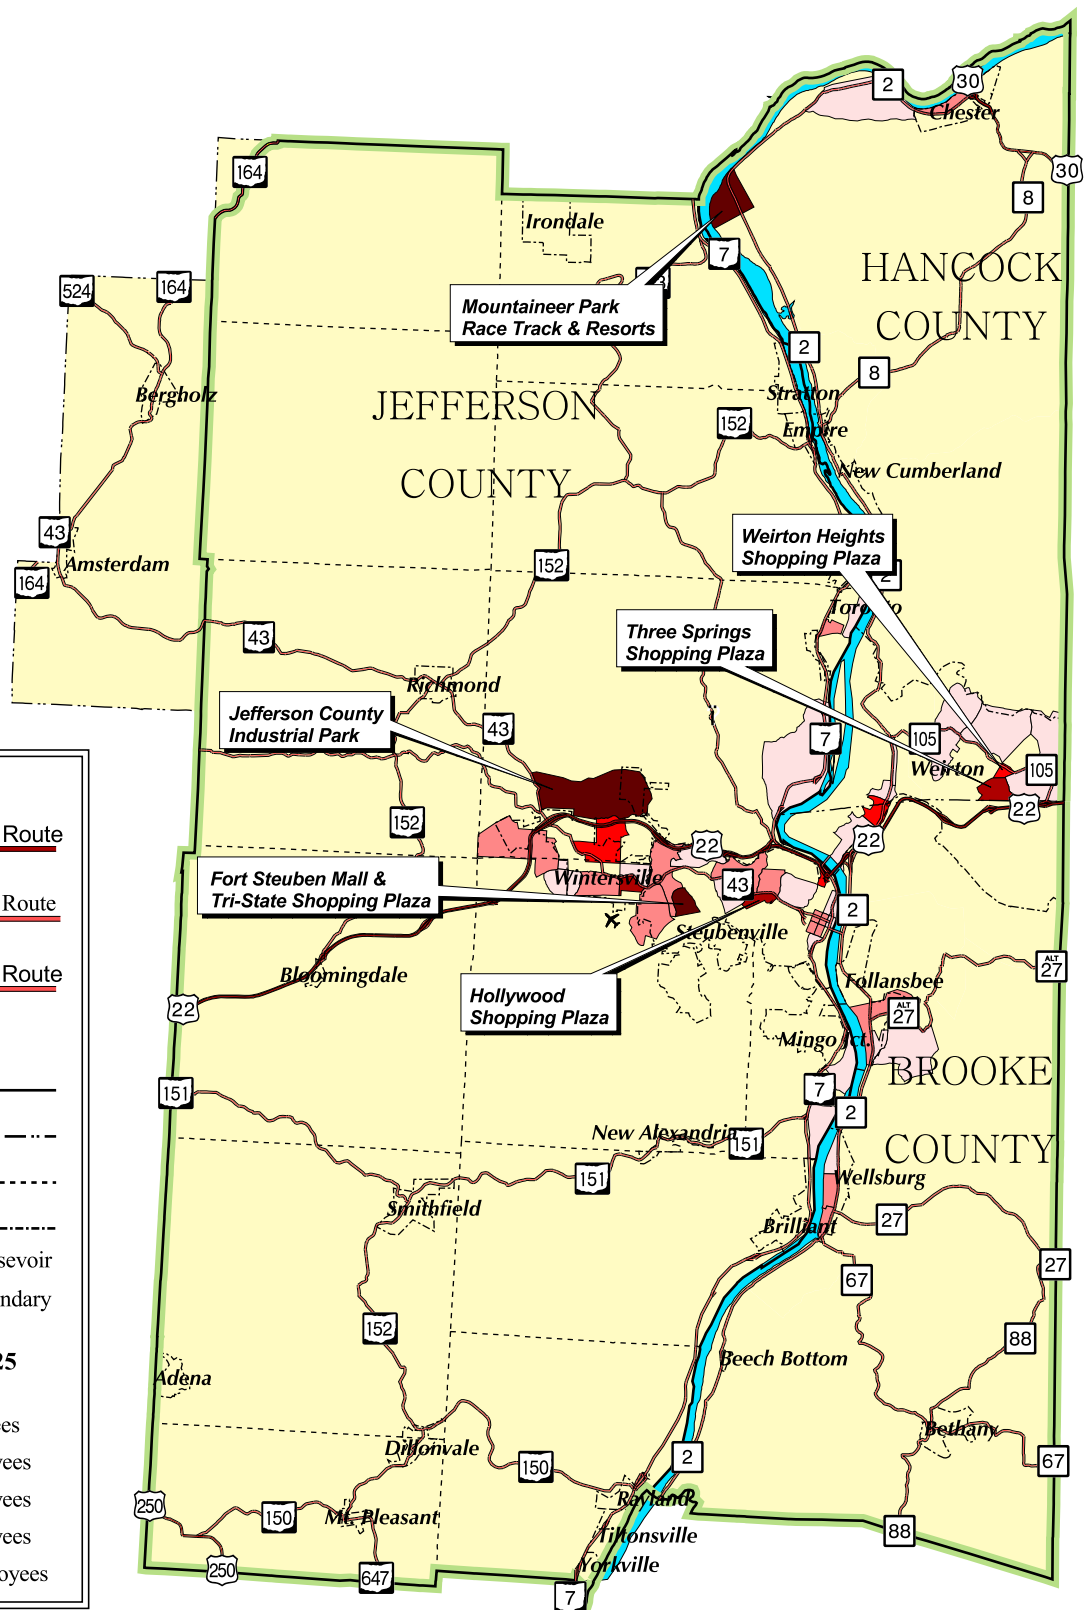 2
30
Chester
164
30
8
Irondale
7
HANCOCK
COUNTY
524
164
Mountaineer Park
Race Track & Resorts
2
8
Bergholz
Stratton
JEFFERSON
COUNTY
152
Empire
New Cumberland
43
Amsterdam
164
152
Weirton Heights
Shopping Plaza
2
Toronto
43
Three Springs
Shopping Plaza
Richmond
Jefferson County
Industrial Park
43
7
105
Weirton
105
22
152
22
22
Route
Fort Steuben Mall &
Tri-State Shopping Plaza
Wintersville
43
2
Route
Steubenville
Route
Bloomingdale
Hollywood
Shopping Plaza
22
Follansbee
ALT
27
ALT
27
Mingo Jct.
BROOKE
COUNTY
151
7
2
New Alexandria
151
151
Wellsburg
Smithfield
Brilliant
27
27
67
152
88
Beech Bottom
Adena
Dillonvale
Bethany
150
2
67
250
150
Mt. Pleasant
Rayland
Tiltonsville
88
Yorkville
250
647
7